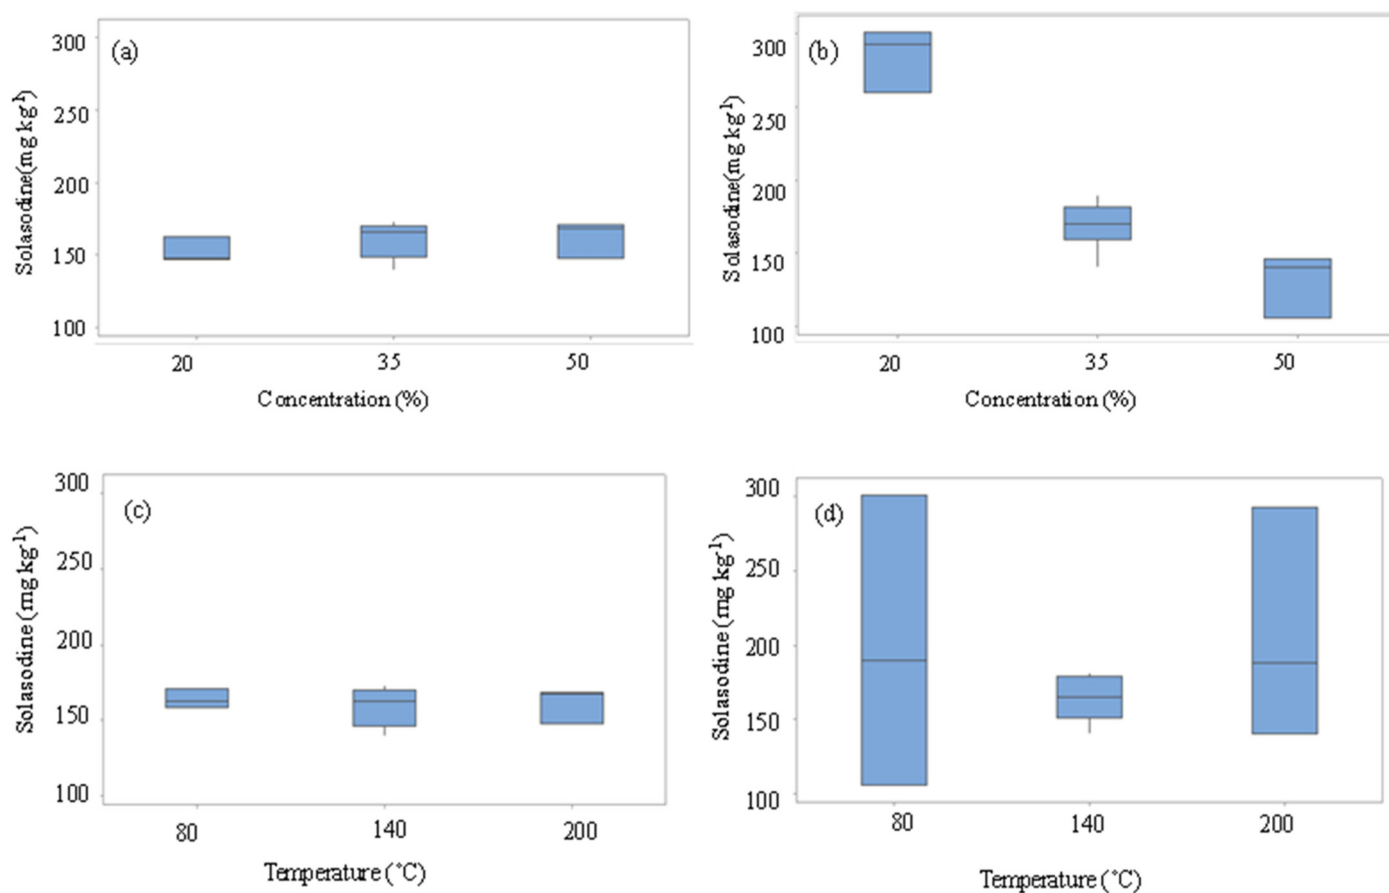 (a)
Solasodine(mg kg-1)
300
250
200
150
100
20 35 50
Concentration (%)
(b)
Solasodine(mg kg-1)
300
250
200
150
100
20 35 50
Concentration (%)
(c)
Solasodine (mg kg-1)
300
250
200
150
100
80 140 200
Temperature (˚C)
(d)
Solasodine (mg kg-1)
300
250
200
150
100
80 140 200
Temperature (˚C)